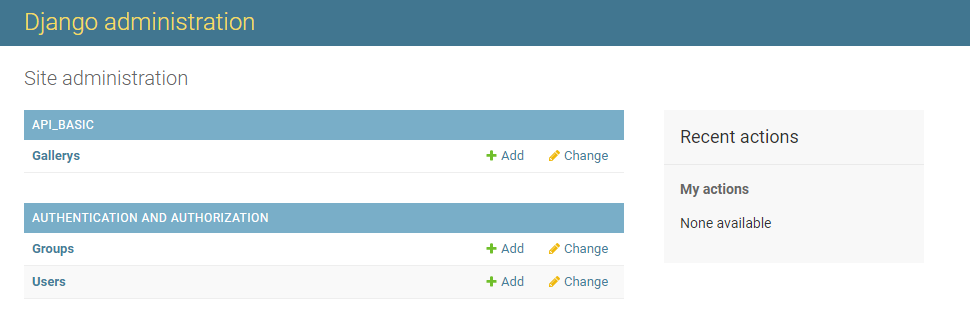 Django administration
Site administration
API_BASIC
Gallerys Add Change
AUTHENTICATION AND AUTHORIZATION
Groups Add Change
Users Add Change
Recent actions
My actions
None available